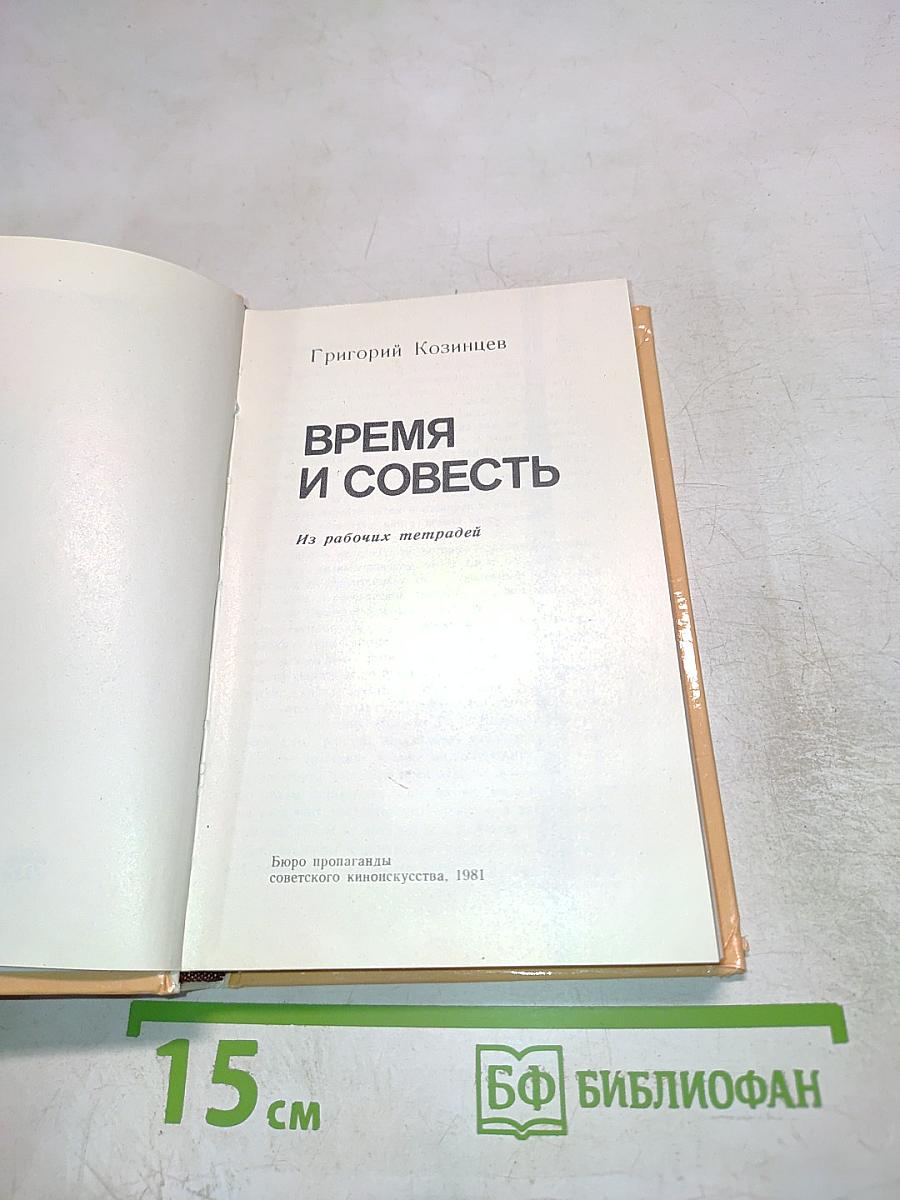 Григорий Козинцев
ВРЕМЯ
И СОВЕСТЬ
Из рабочих тетрадей
Бюро пропаганды
советского киноискусства, 1981
15 см
БФ БИБЛИОФАН